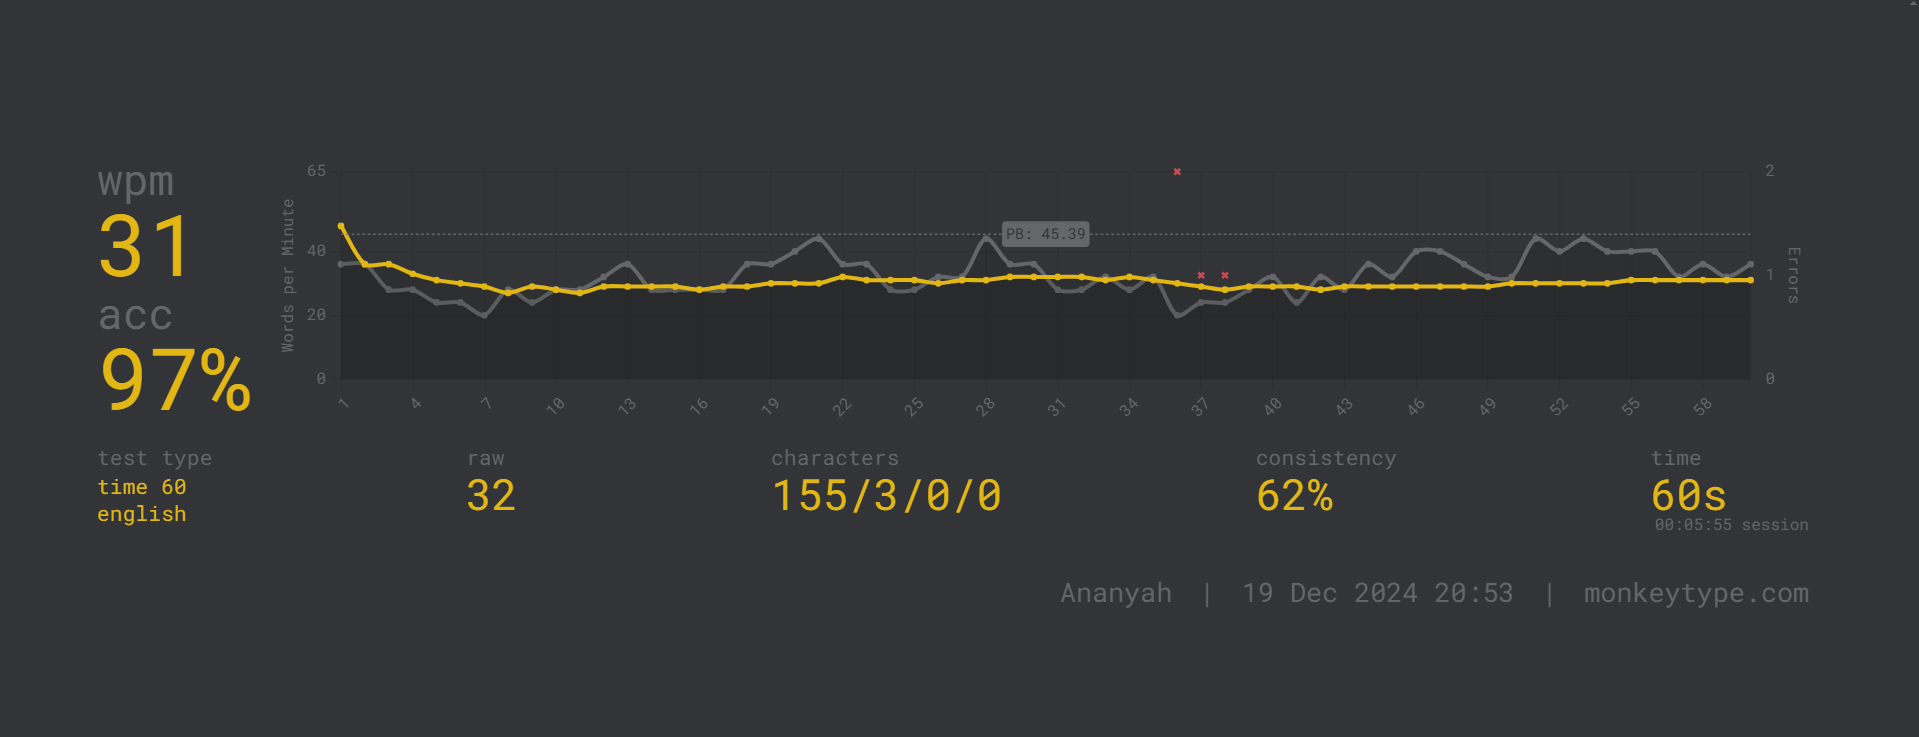 wpm
31
acc
97%
Words per Minute
65
40
20
0
PB: 45.39
2
1
0
Errors
1 4 7 10 13 16 19 22 25 28 31 34 37 40 43 46 49 52 55 58
test type
time 60
english
raw
32
characters
155/3/0/0
consistency
62%
time
60s
00:05:55 session
Ananyah | 19 Dec 2024 20:53 | monkeytype.com